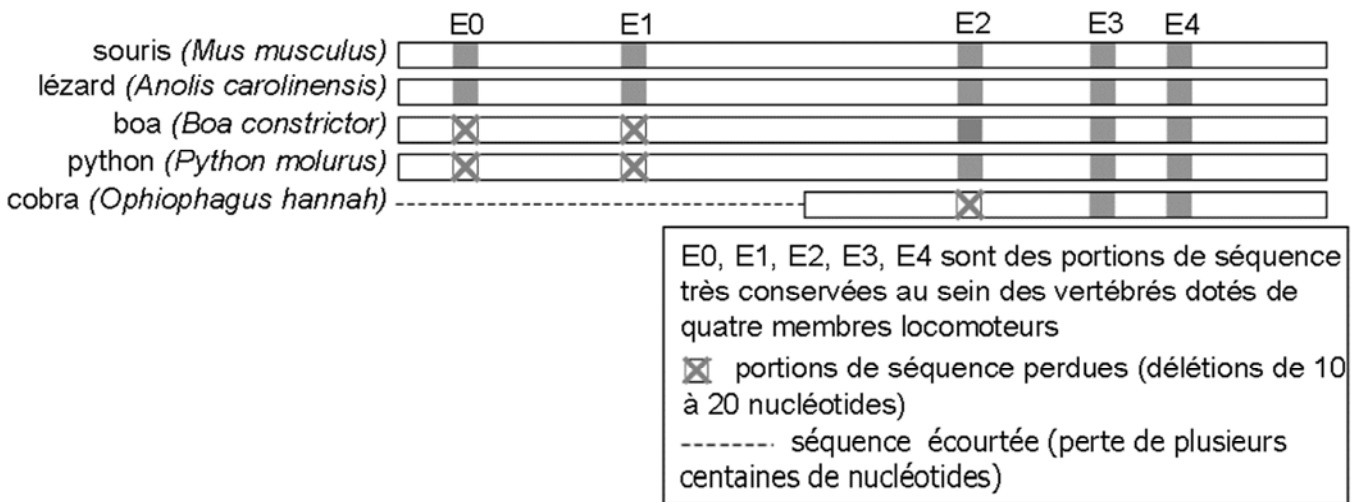 E0 E1 E2 E3 E4
souris (Mus musculus)
lézard (Anolis carolinensis)
boa (Boa constrictor)
python (Python molurus)
cobra (Ophiophagus hannah)
E0, E1, E2, E3, E4 sont des portions de séquence
très conservées au sein des vertébrés dotés de
quatre membres locomoteurs
portions de séquence perdues (délétions de 10
à 20 nucléotides)
séquence écourtée (perte de plusieurs
centaines de nucléotides)